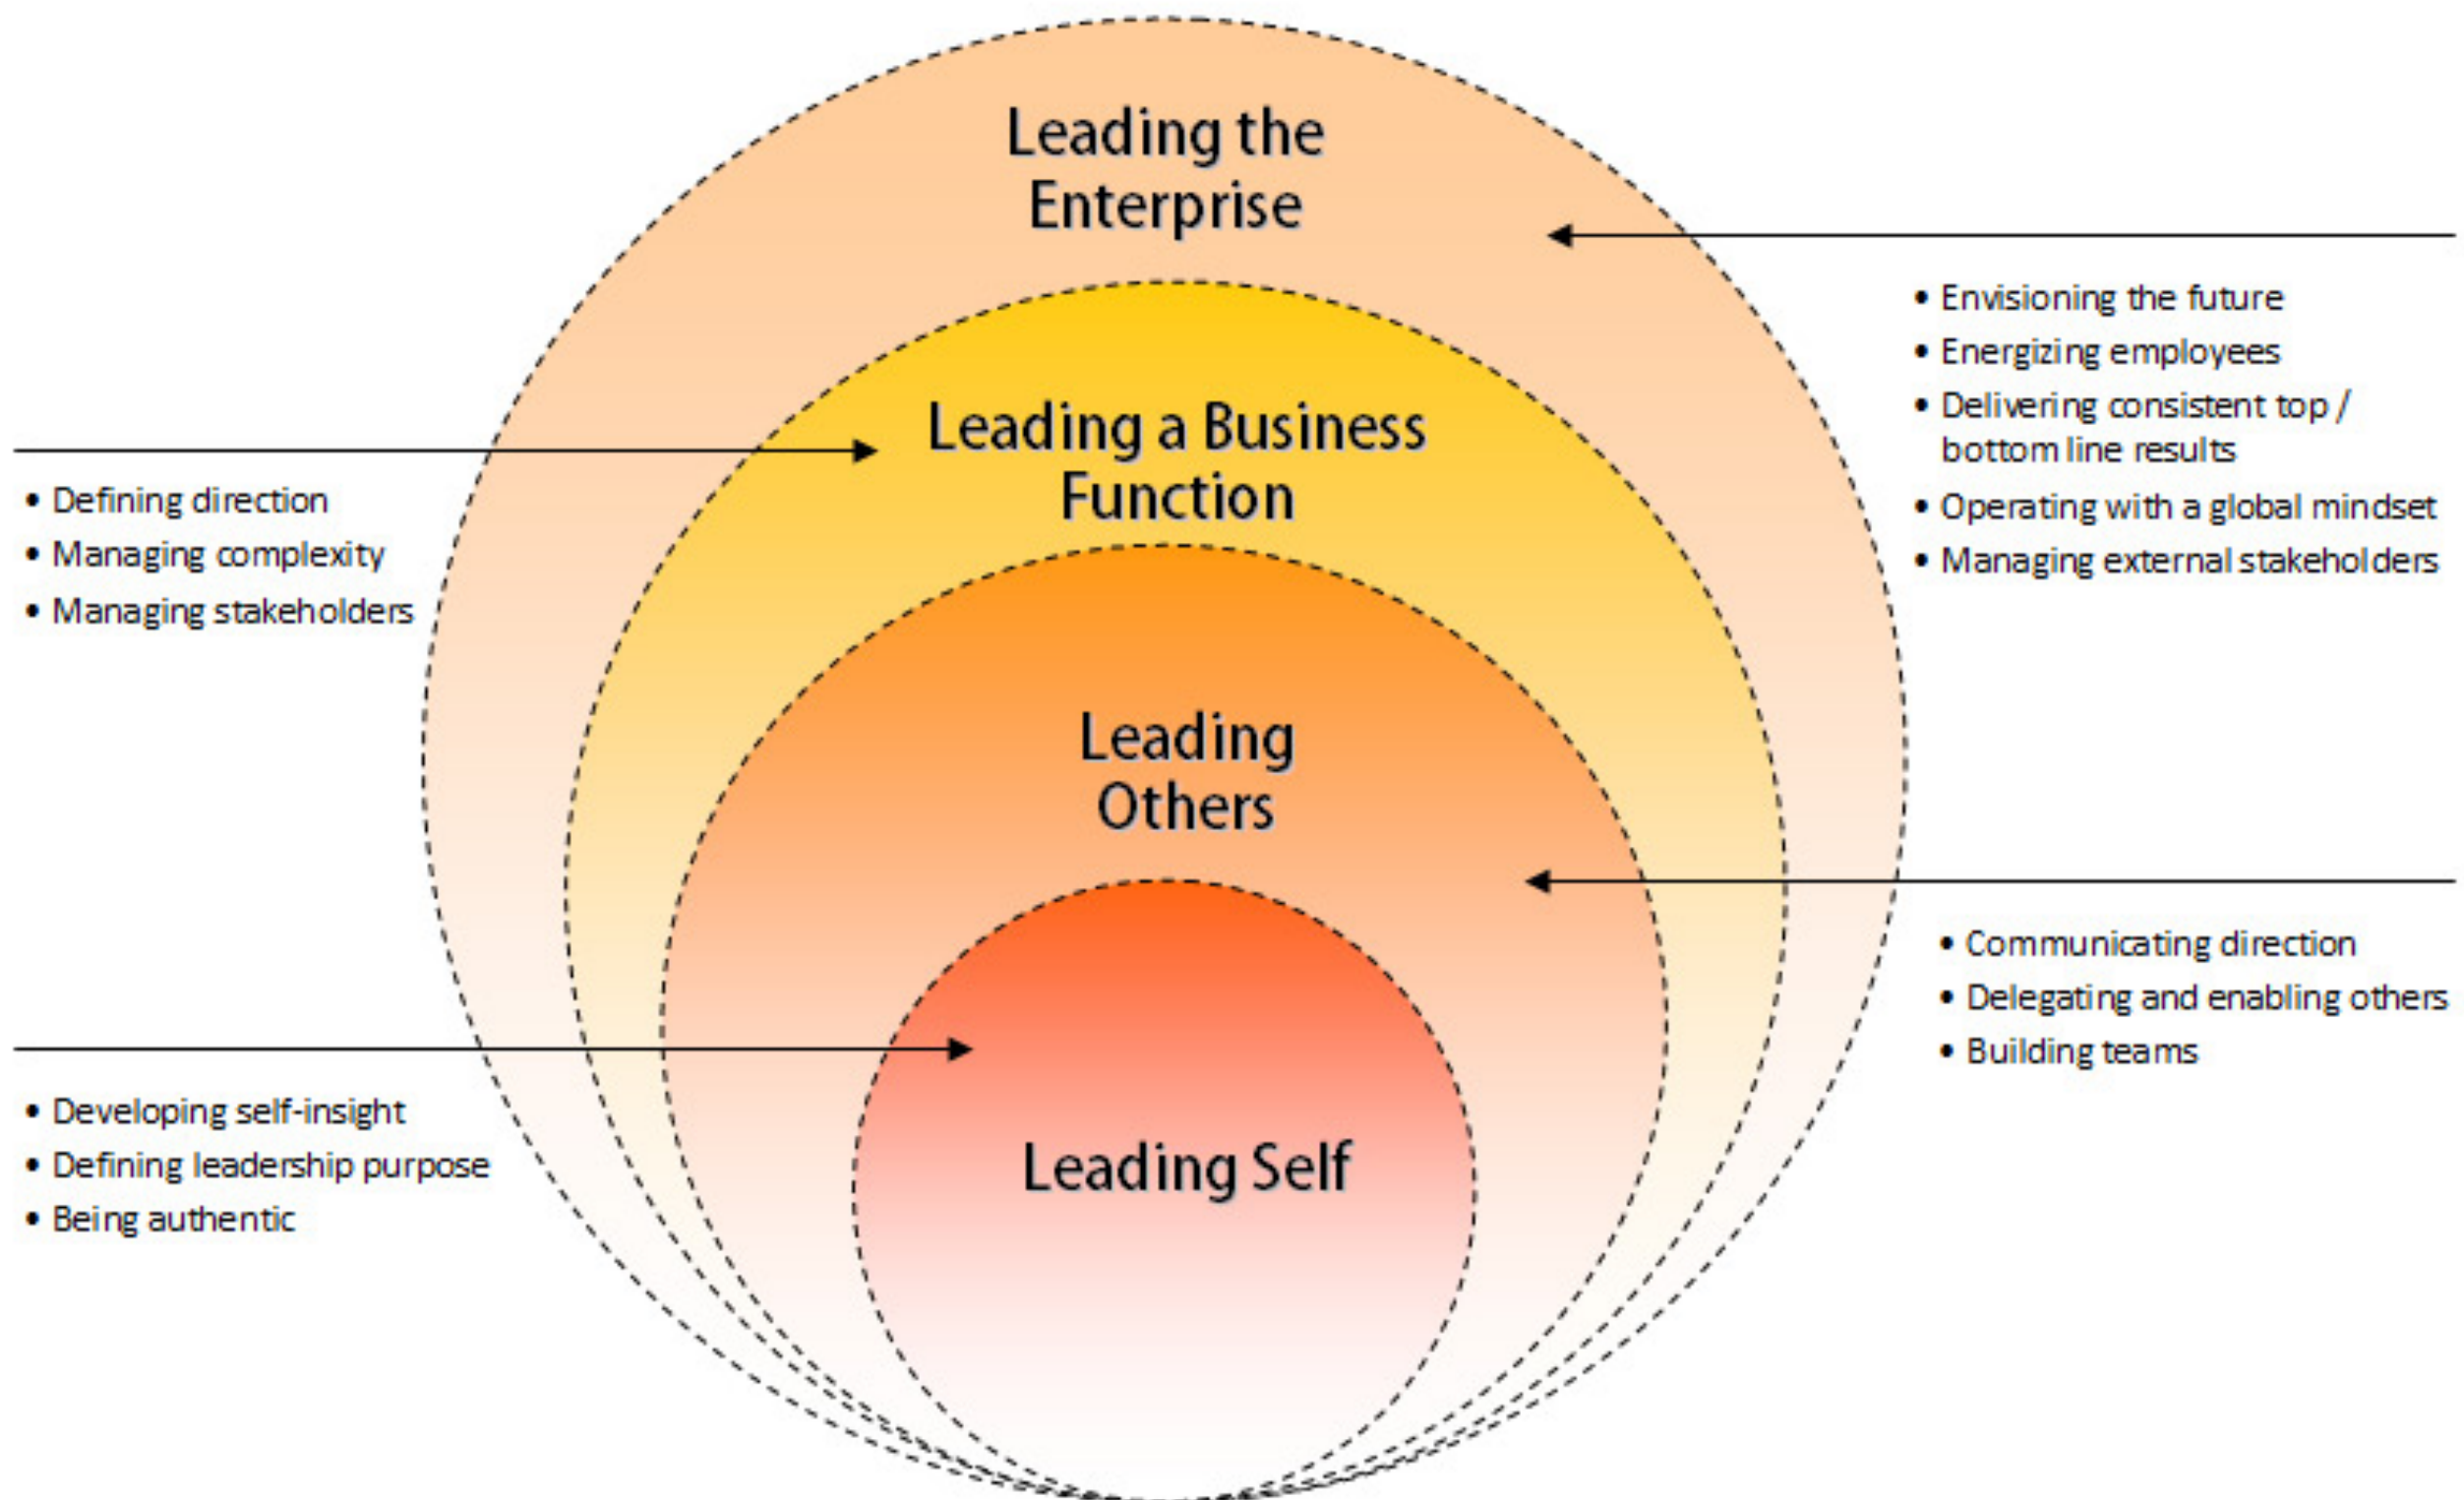 Leading the
Enterprise
• Envisioning the future
• Energizing employees
• Delivering consistent top /
bottom line results
• Operating with a global mindset
• Managing external stakeholders
Leading a Business
Function
• Defining direction
• Managing complexity
• Managing stakeholders
Leading
Others
• Communicating direction
• Delegating and enabling others
• Building teams
Leading Self
• Developing self-insight
• Defining leadership purpose
• Being authentic